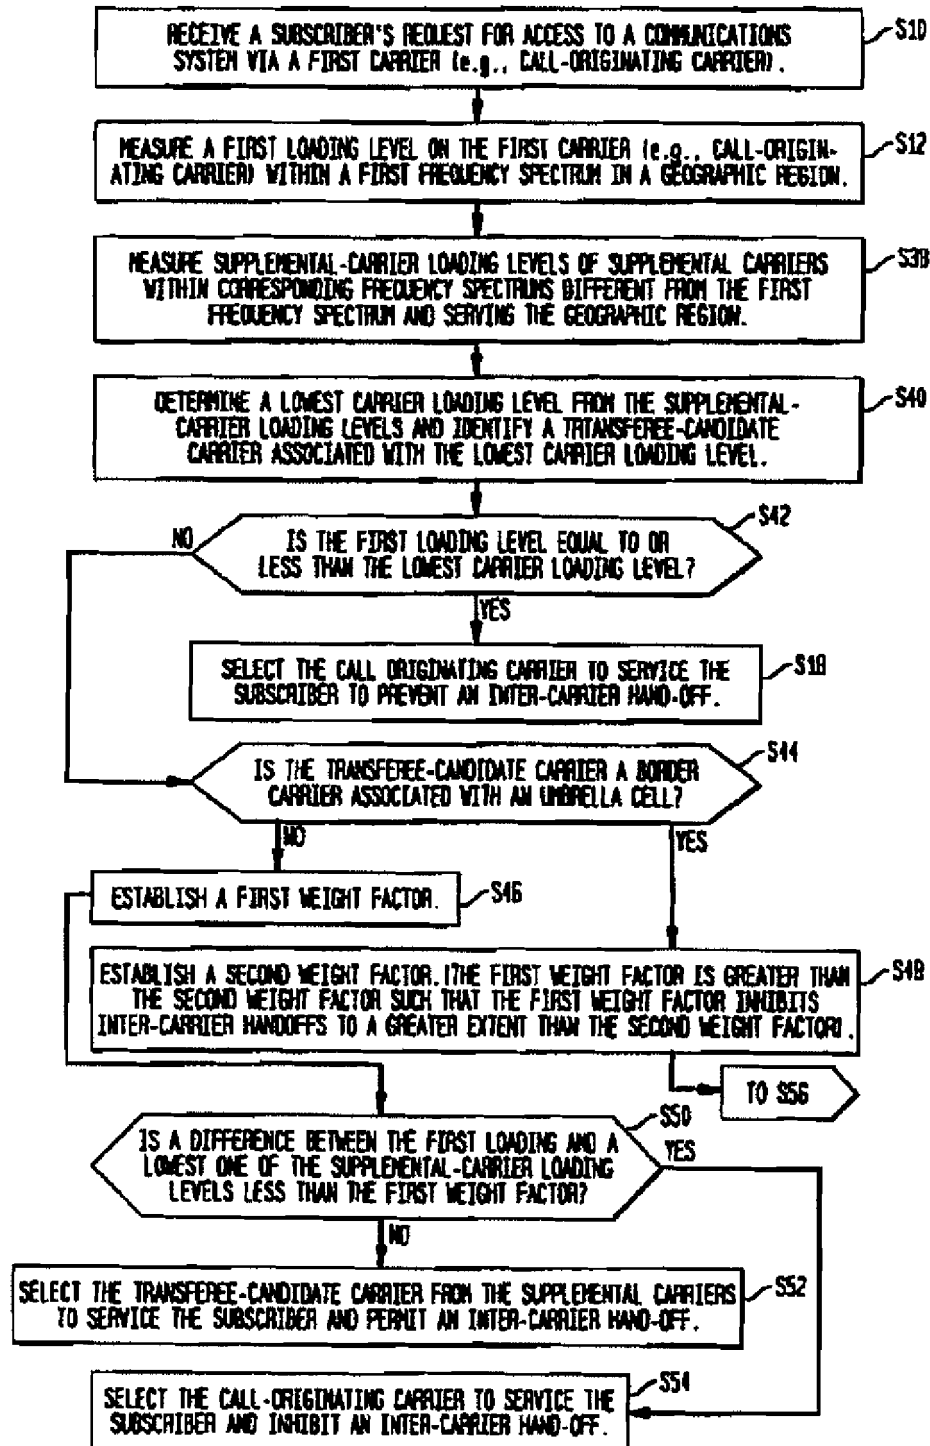 RECEIVE A SUBSCRIBER'S REQUEST FOR ACCESS TO A COMMUNICATIONS
SYSTEM VIA A FIRST CARRIER (e.g., CALL-ORIGINATING CARRIER).
S10
MEASURE A FIRST LOADING LEVEL ON THE FIRST CARRIER (e.g., CALL-ORIGIN-
ATING CARRIER) WITHIN A FIRST FREQUENCY SPECTRUM IN A GEOGRAPHIC REGION.
S12
MEASURE SUPPLEMENTAL-CARRIER LOADING LEVELS OF SUPPLEMENTAL CARRIERS
WITHIN CORRESPONDING FREQUENCY SPECTRUMS DIFFERENT FROM THE FIRST
FREQUENCY SPECTRUM AND SERVING THE GEOGRAPHIC REGION.
S38
DETERMINE A LOWEST CARRIER LOADING LEVEL FROM THE SUPPLEMENTAL-
CARRIER LOADING LEVELS AND IDENTIFY A TRTANSFEREE-CANDIDATE
CARRIER ASSOCIATED WITH THE LOWEST CARRIER LOADING LEVEL.
S40
S42
NO
IS THE FIRST LOADING LEVEL EQUAL TO OR
LESS THAN THE LOWEST CARRIER LOADING LEVEL?
YES
SELECT THE CALL ORIGINATING CARRIER TO SERVICE THE
SUBSCRIBER TO PREVENT AN INTER-CARRIER HAND-OFF.
S18
S44
IS THE TRANSFEREE-CANDIDATE CARRIER A BORDER
CARRIER ASSOCIATED WITH AN UMBRELLA CELL?
NO
YES
ESTABLISH A FIRST WEIGHT FACTOR.
S46
ESTABLISH A SECOND WEIGHT FACTOR. (THE FIRST WEIGHT FACTOR IS GREATER THAN
THE SECOND WEIGHT FACTOR SUCH THAT THE FIRST WEIGHT FACTOR INHIBITS
INTER-CARRIER HANDOFFS TO A GREATER EXTENT THAN THE SECOND WEIGHT FACTOR).
S48
TO S56
S50
IS A DIFFERENCE BETWEEN THE FIRST LOADING AND A
LOWEST ONE OF THE SUPPLEMENTAL-CARRIER LOADING
LEVELS LESS THAN THE FIRST WEIGHT FACTOR?
YES
NO
SELECT THE TRANSFEREE-CANDIDATE CARRIER FROM THE SUPPLEMENTAL CARRIERS
TO SERVICE THE SUBSCRIBER AND PERMIT AN INTER-CARRIER HAND-OFF.
S52
SELECT THE CALL-ORIGINATING CARRIER TO SERVICE THE
SUBSCRIBER AND INHIBIT AN INTER-CARRIER HAND-OFF.
S54